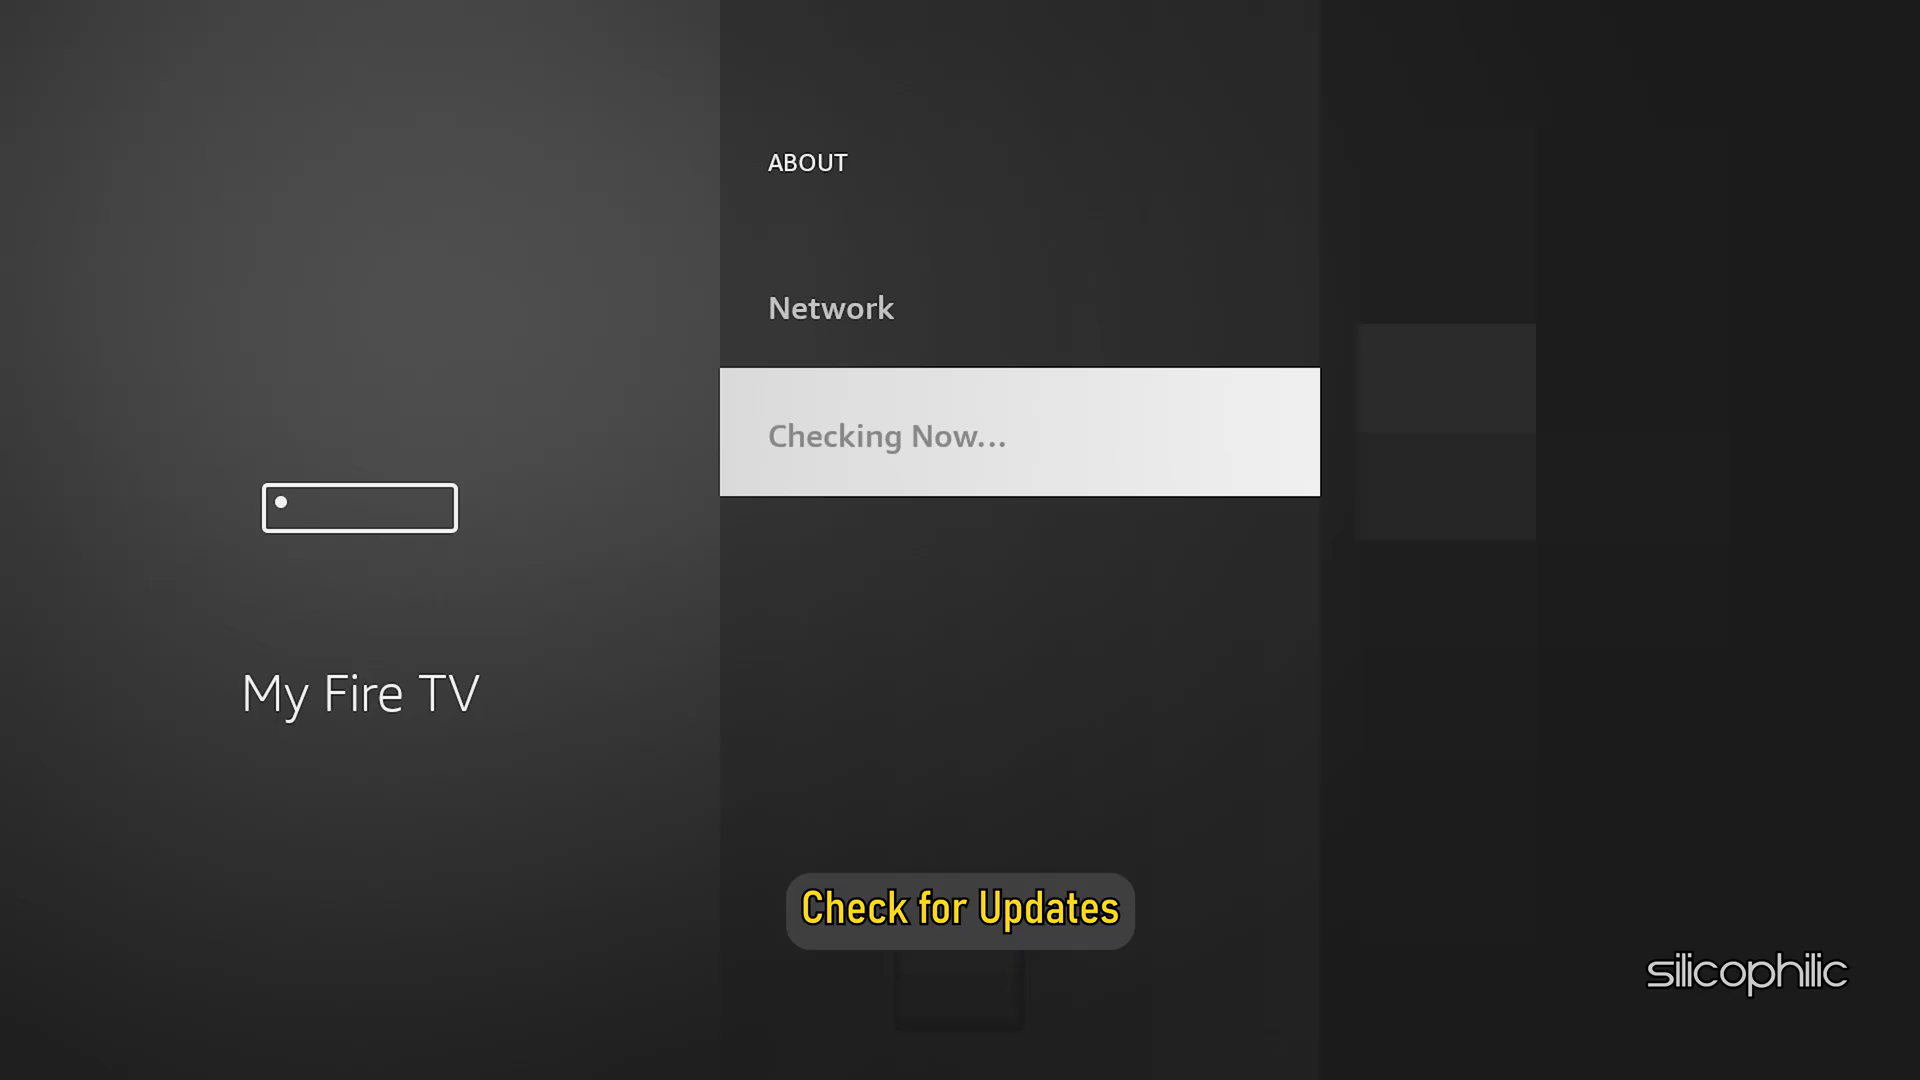 ABOUT
Network
Checking Now...
My Fire TV
Check for Updates
silicophilic